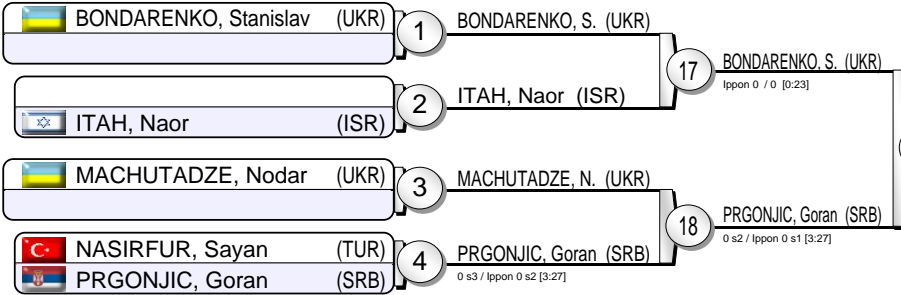 BONDARENKO, Stanislav (UKR)
1
BONDARENKO, S. (UKR)
ITAH, Naor (ISR)
2
ITAH, Naor (ISR)
17
BONDARENKO, S. (UKR)
Ippon 0 / 0 [0:23]
MACHUTADZE, Nodar (UKR)
3
MACHUTADZE, N. (UKR)
NASIRFUR, Sayan (TUR)
PRGONJIC, Goran (SRB)
4
PRGONJIC, Goran (SRB)
0 s3 / Ippon 0 s2 [3:27]
18
PRGONJIC, Goran (SRB)
0 s2 / Ippon 0 s1 [3:27]